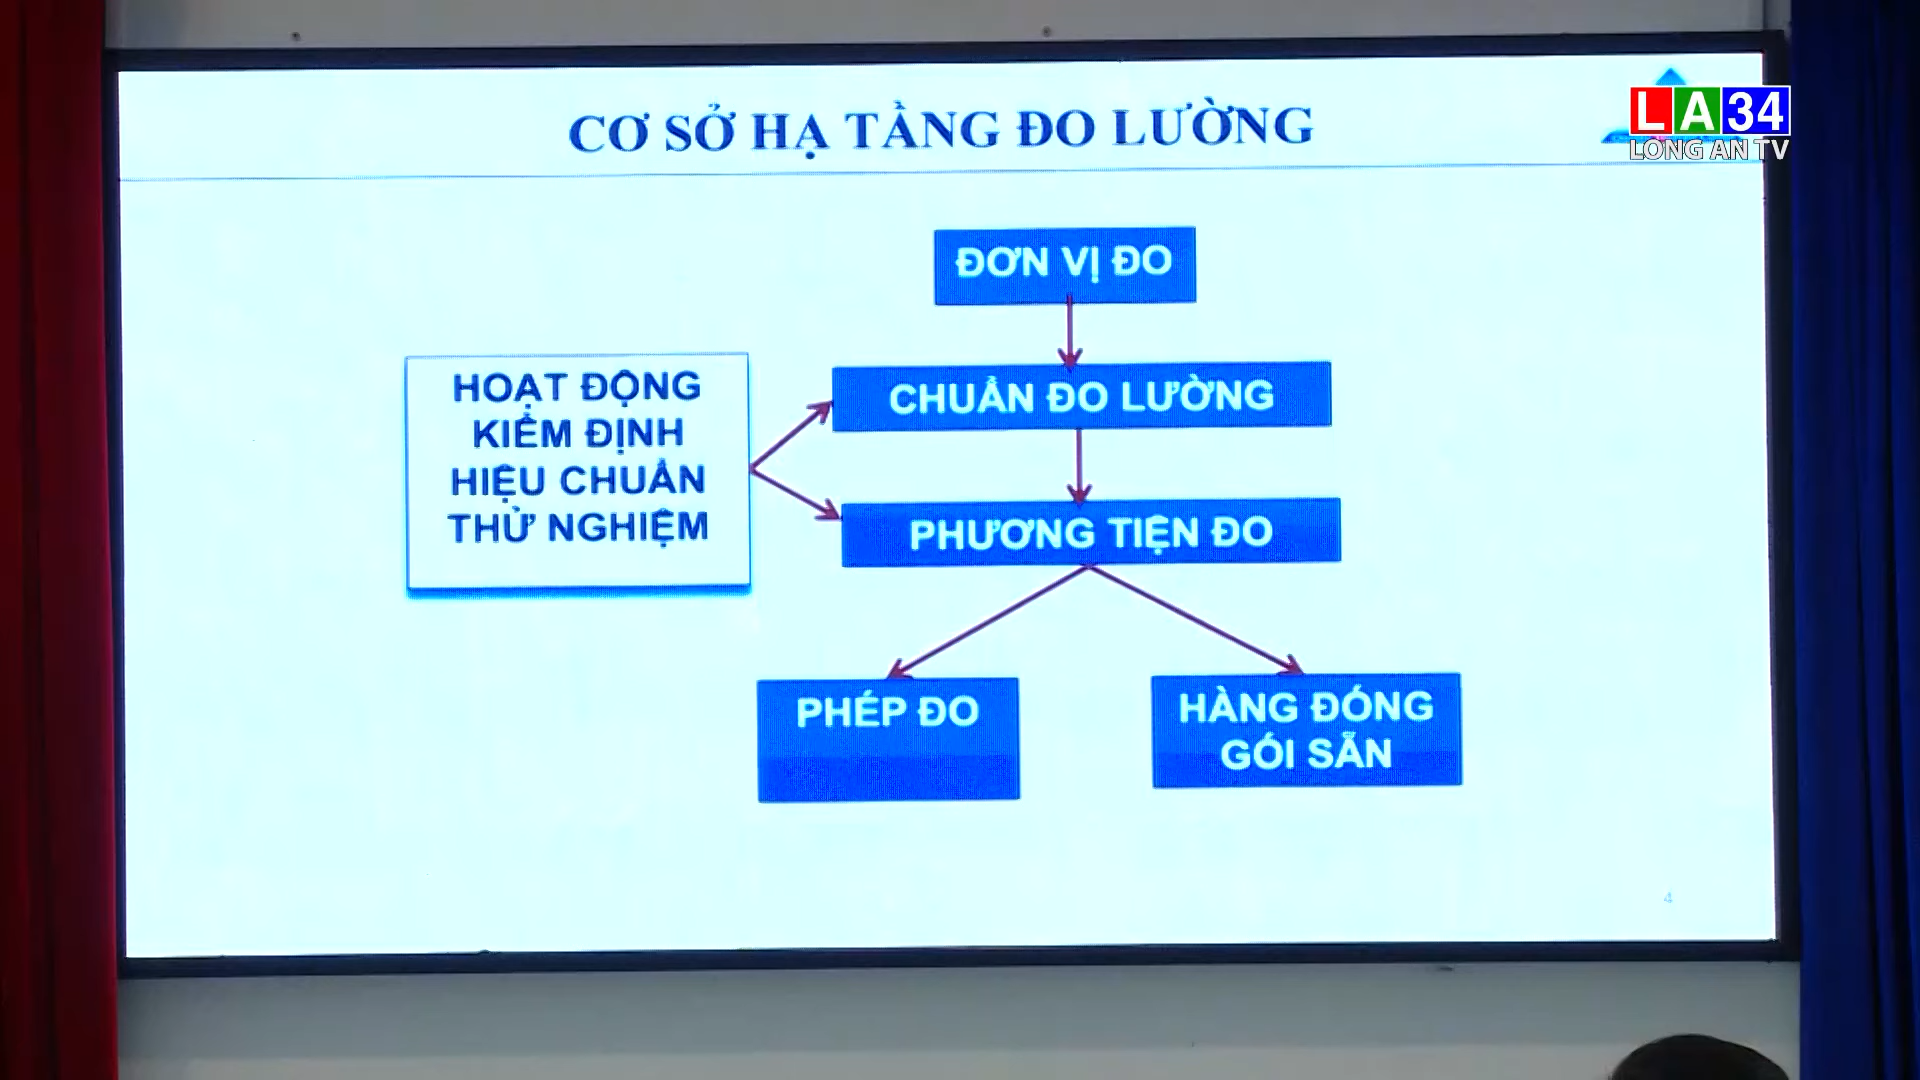 LA34
LONG AN TV
CƠ SỞ HẠ TẦNG ĐO LƯỜNG
ĐƠN VỊ ĐO
HOẠT ĐỘNG
KIỂM ĐỊNH
HIỆU CHUẨN
THỬ NGHIỆM
CHUẨN ĐO LƯỜNG
PHƯƠNG TIỆN ĐO
PHÉP ĐO
HÀNG ĐÓNG
GÓI SẴN
4